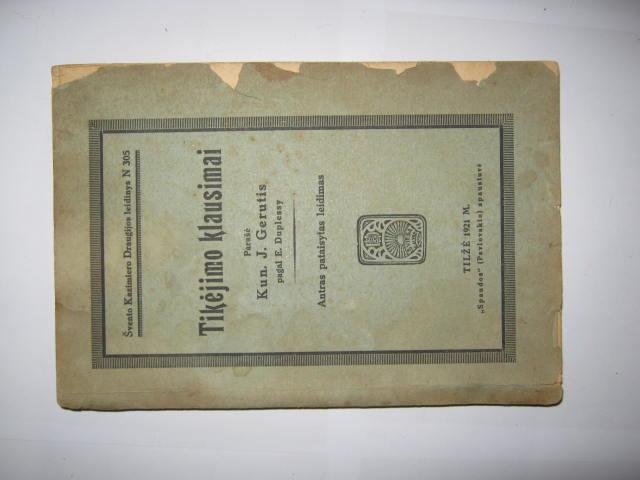 Švento Kazimiero Draugijos leidinys N 305
Tikėjimo klausimai
Parašė
Kun. J. Gerutis
pagal E. Duplessy
Antras pataisytas leidimas
TILŽĖ 1921 M.
„Spaudos“ (Pavlovskio) spaustuvė